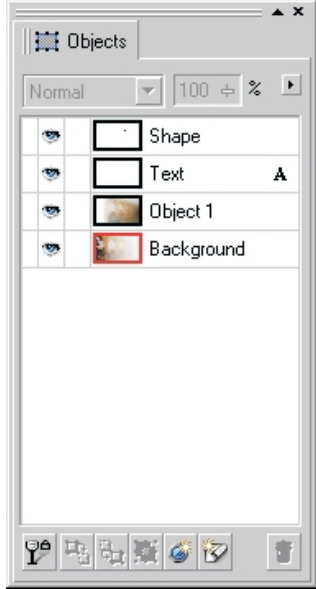 Objects
Normal 100 %
Shape
Text A
Object 1
Background